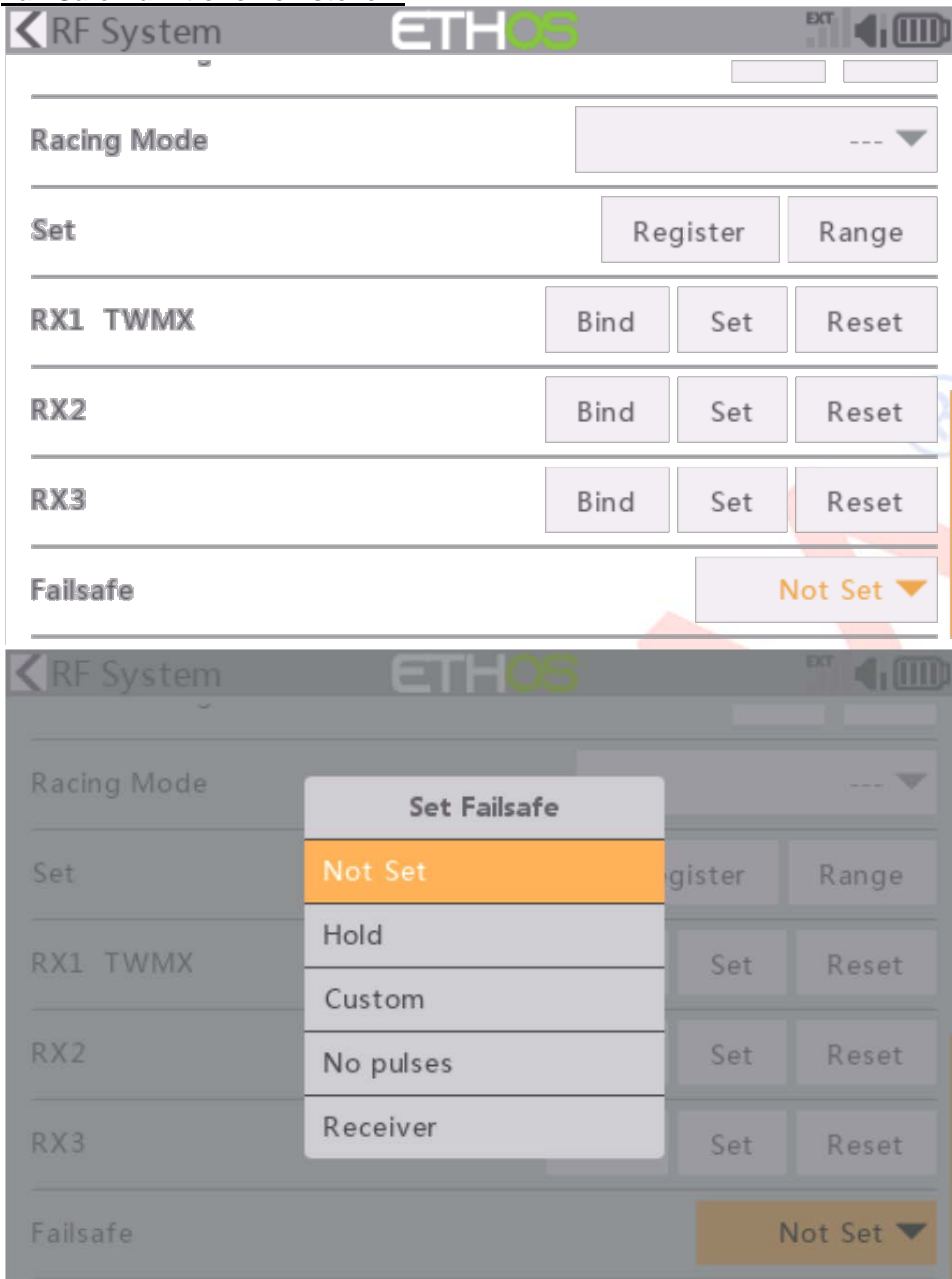 RF System ETHOS EXT
Racing Mode ---
Set Register Range
RX1 TWMX Bind Set Reset
RX2 Bind Set Reset
RX3 Bind Set Reset
Failsafe Not Set
RF System ETHOS EXT
Racing Mode ---
Set Failsafe
Set Not Set gister Range
Hold
RX1 TWMX Set Reset
Custom
RX2 No pulses Set Reset
Receiver
RX3 Set Reset
Failsafe Not Set